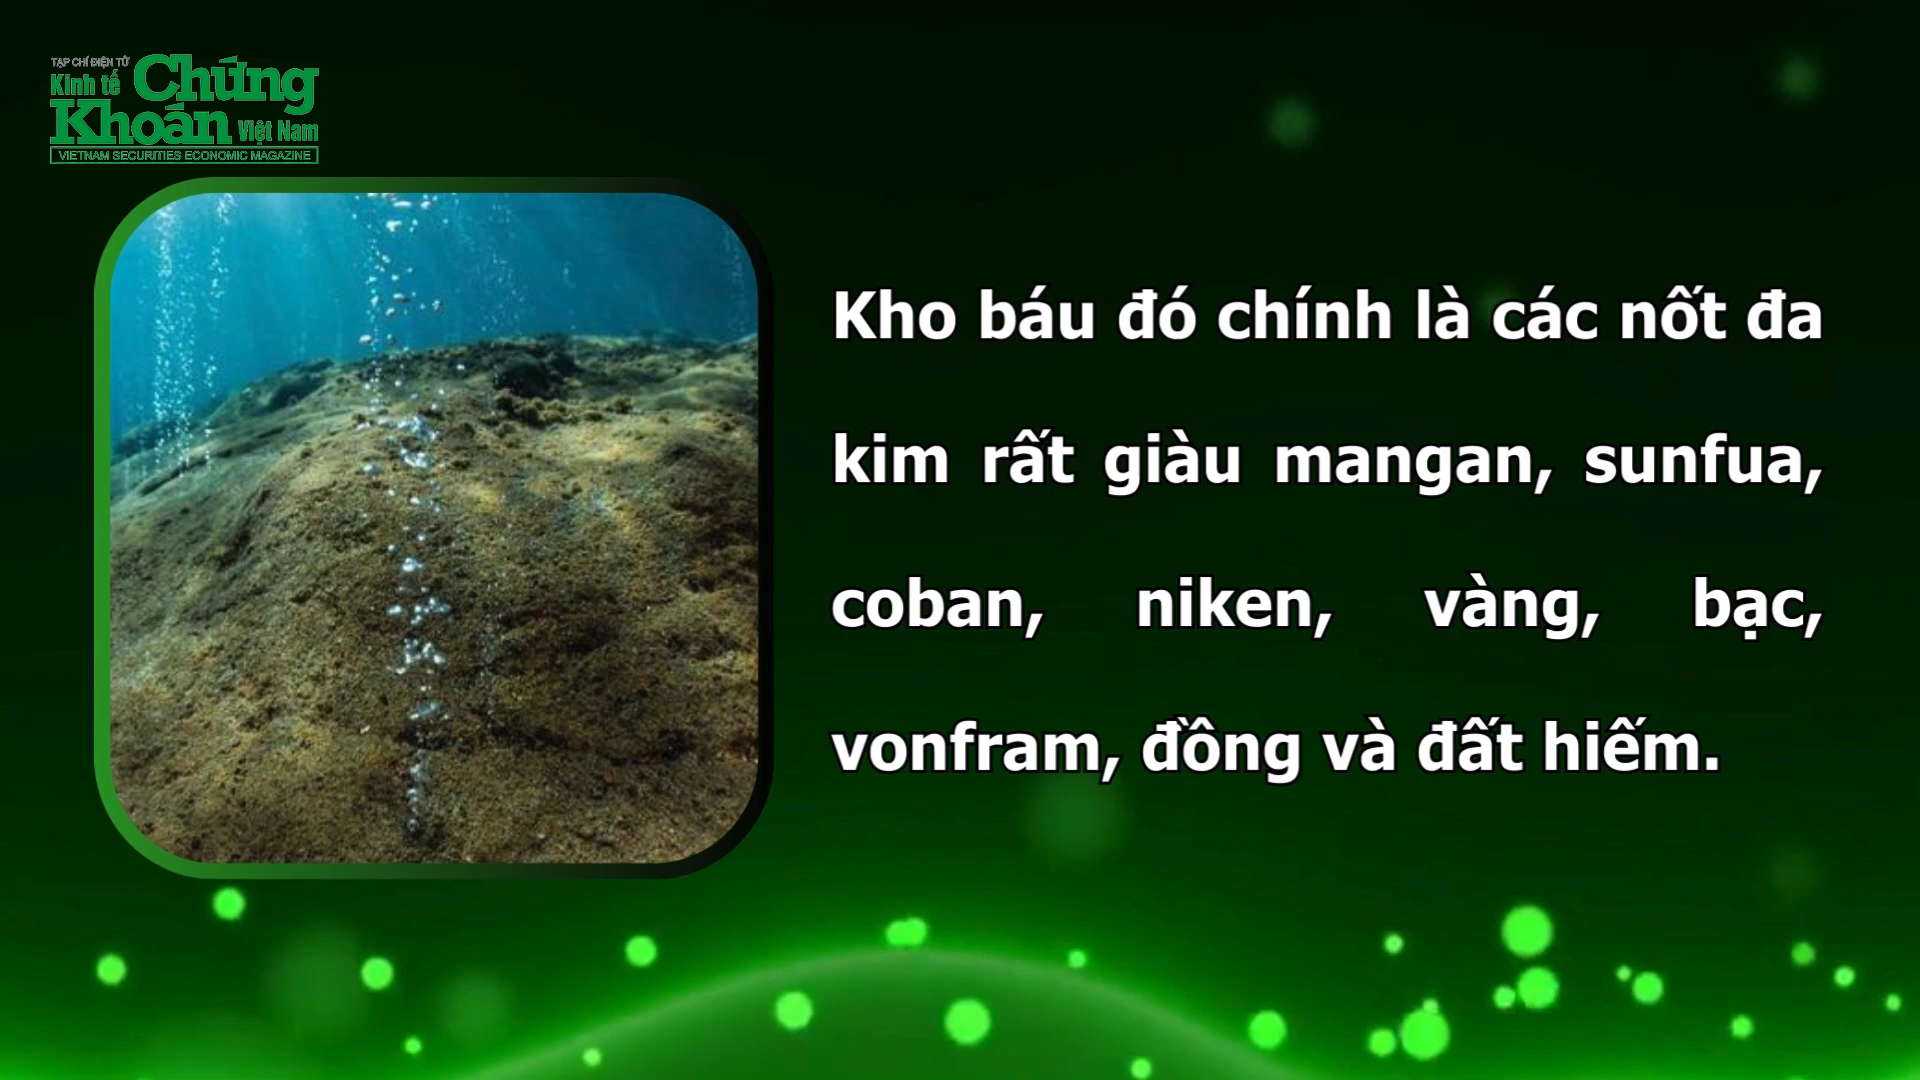 TẠP CHÍ ĐIỆN TỬ
Kinh tế Chứng
Khoán Việt Nam
VIETNAM SECURITIES ECONOMIC MAGAZINE
Kho báu đó chính là các nốt đa
kim rất giàu mangan, sunfua,
coban, niken, vàng, bạc,
vonfram, đồng và đất hiếm.